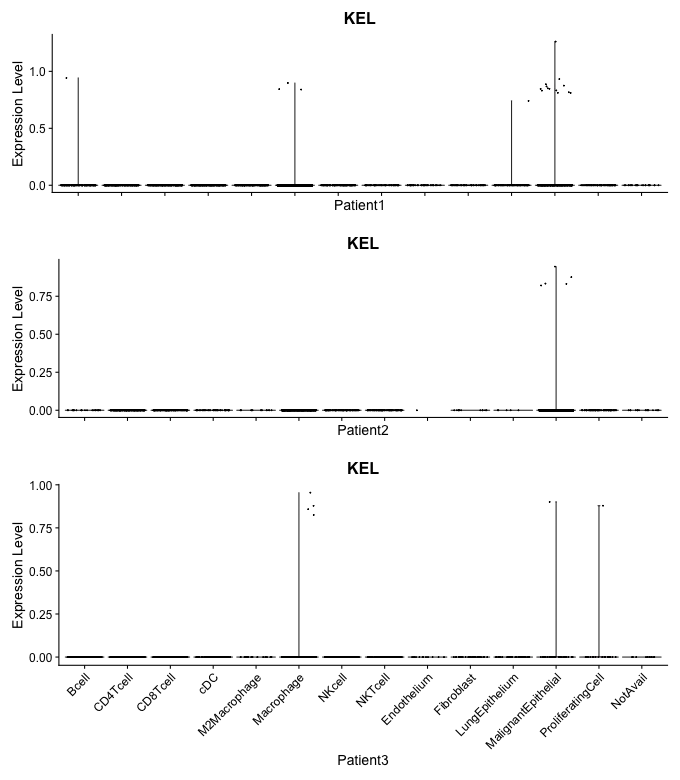 KEL
Expression Level
1.0
0.5
0.0
Patient1
KEL
Expression Level
0.75
0.50
0.25
0.00
Patient2
KEL
Expression Level
1.00
0.75
0.50
0.25
0.00
Bcell
CD4Tcell
CD8Tcell
cDC
M2Macrophage
Macrophage
NKcell
NKTcell
Endothelium
Fibroblast
LungEpithelium
MalignantEpithelial
ProliferatingCell
NotAvail
Patient3